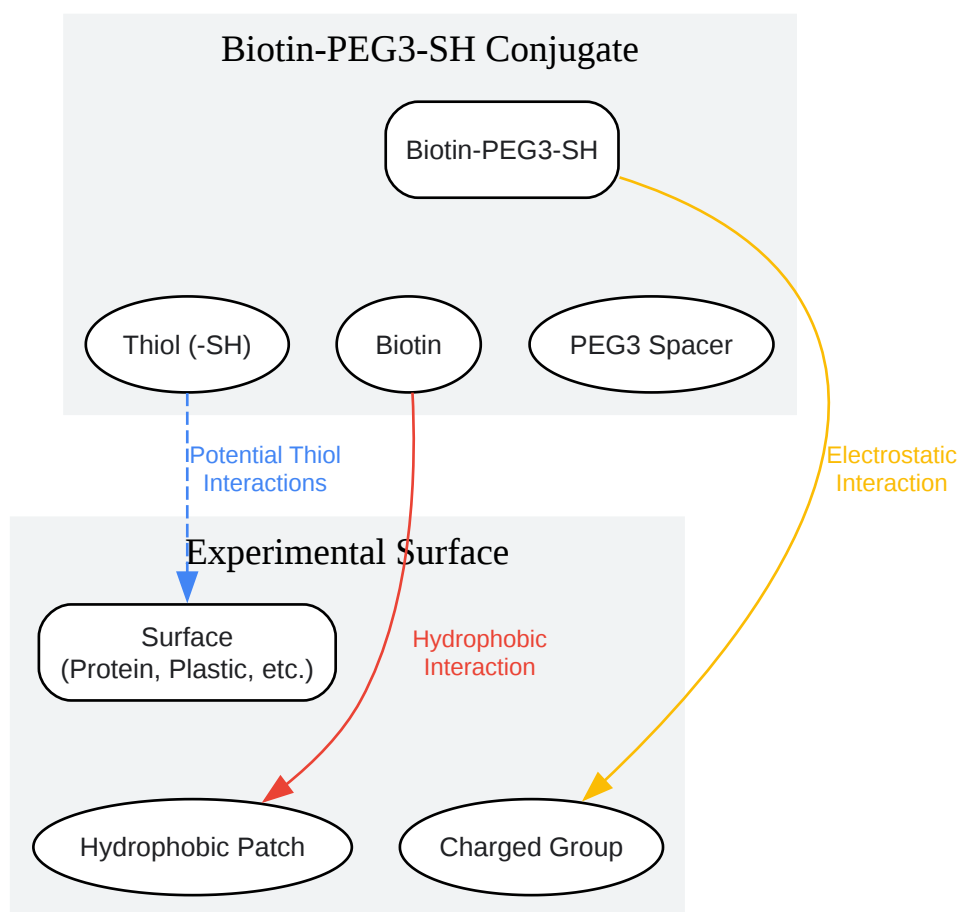 Biotin-PEG3-SH Conjugate
Biotin-PEG3-SH
Thiol (-SH)
Biotin
PEG3 Spacer
Potential Thiol
Interactions
Electrostatic
Interaction
Experimental Surface
Surface
(Protein, Plastic, etc.)
Hydrophobic
Interaction
Hydrophobic Patch
Charged Group